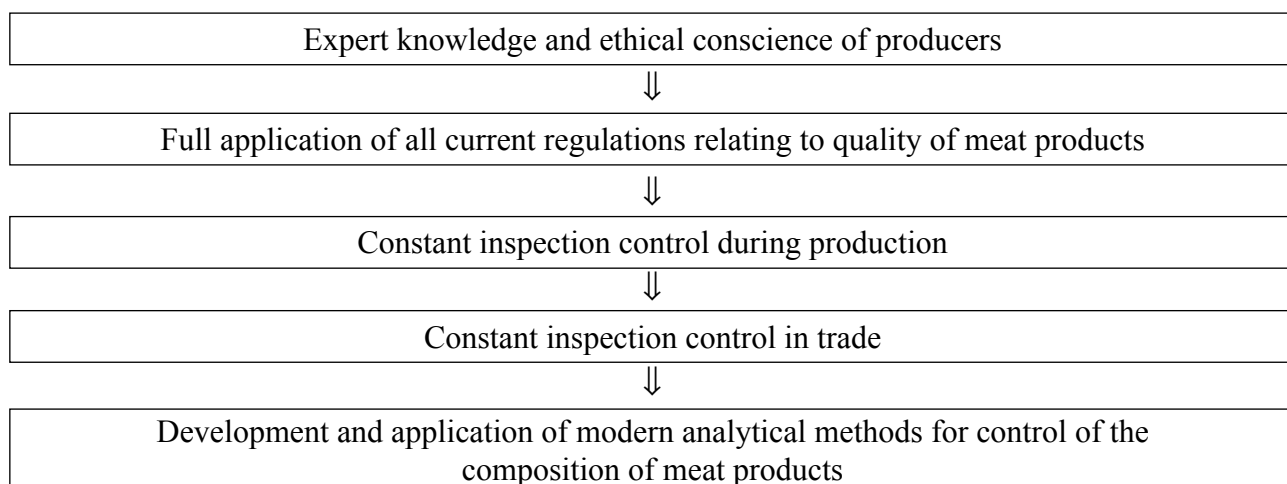 Expert knowledge and ethical conscience of producers
⇓
Full application of all current regulations relating to quality of meat products
⇓
Constant inspection control during production
⇓
Constant inspection control in trade
⇓
Development and application of modern analytical methods for control of the
composition of meat products